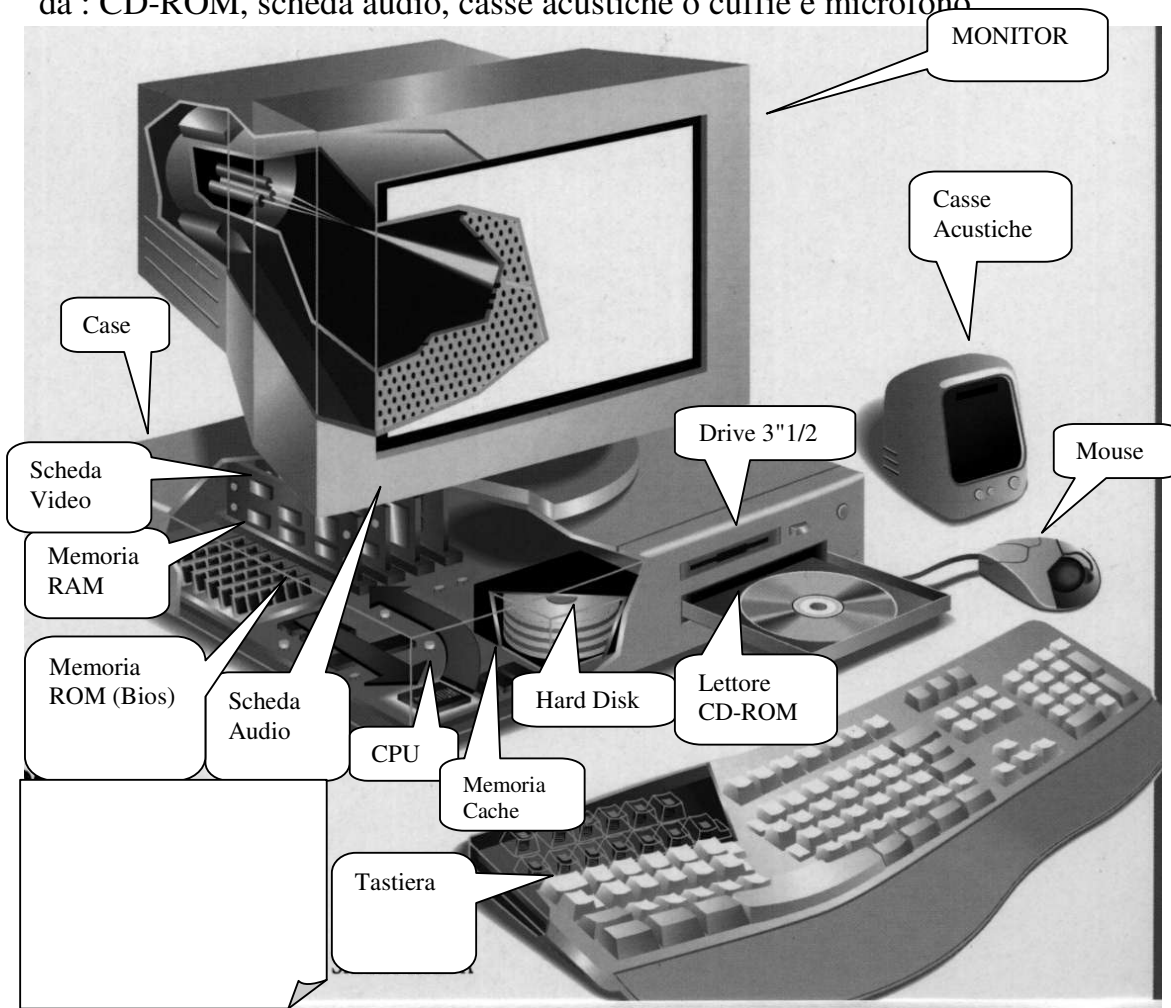 da : CD-ROM, scheda audio, casse acustiche o cuffie e microfono
MONITOR
Casse
Acustiche
Case
Drive 3"1/2
Mouse
Scheda
Video
Memoria
RAM
Memoria
ROM (Bios)
Scheda
Audio
Hard Disk
Lettore
CD-ROM
CPU
Memoria
Cache
Tastiera